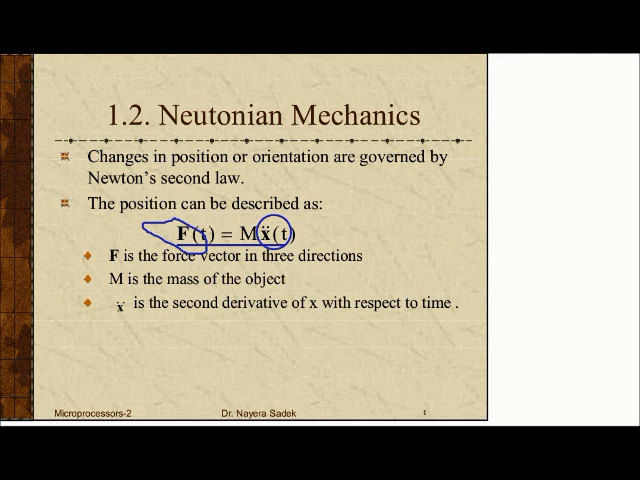 1.2. Neutonian Mechanics
Changes in position or orientation are governed by
Newton's second law.
The position can be described as:
F(t) = Mẍ(t)
F is the force vector in three directions
M is the mass of the object
ẍ is the second derivative of x with respect to time .
Microprocessors-2 Dr. Nayera Sadek